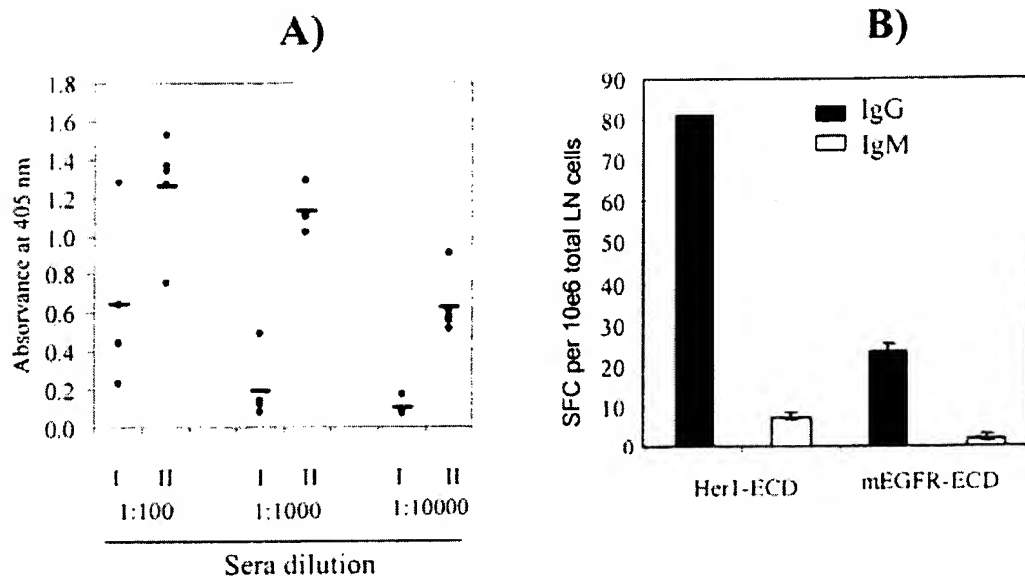 A)
Absorvance at 405 nm
1.8
1.6
1.4
1.2
1.0
0.8
0.6
0.4
0.2
0.0
I II I II I II
1:100 1:1000 1:10000
Sera dilution
B)
SFC per 10e6 total LN cells
90
80
70
60
50
40
30
20
10
0
IgG
IgM
Her1-ECD mEGFR-ECD